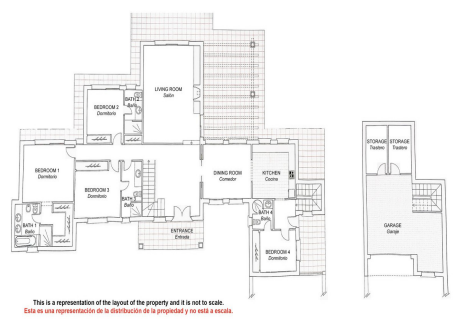 LIVING ROOM
Salón
BEDROOM 2
Dormitorio
BATH 2
Baño
BEDROOM 1
Dormitorio
BEDROOM 3
Dormitorio
BATH 3
Baño
BATH 1
Baño
DINING ROOM
Comedor
KITCHEN
Cocina
ENTRANCE
Entrada
BATH 4
Baño
BEDROOM 4
Dormitorio
STORAGE
Trastero
STORAGE
Trastero
GARAGE
Garaje
This is a representation of the layout of the property and it is not to scale.
Esta es una representación de la distribución de la propiedad y no está a escala.